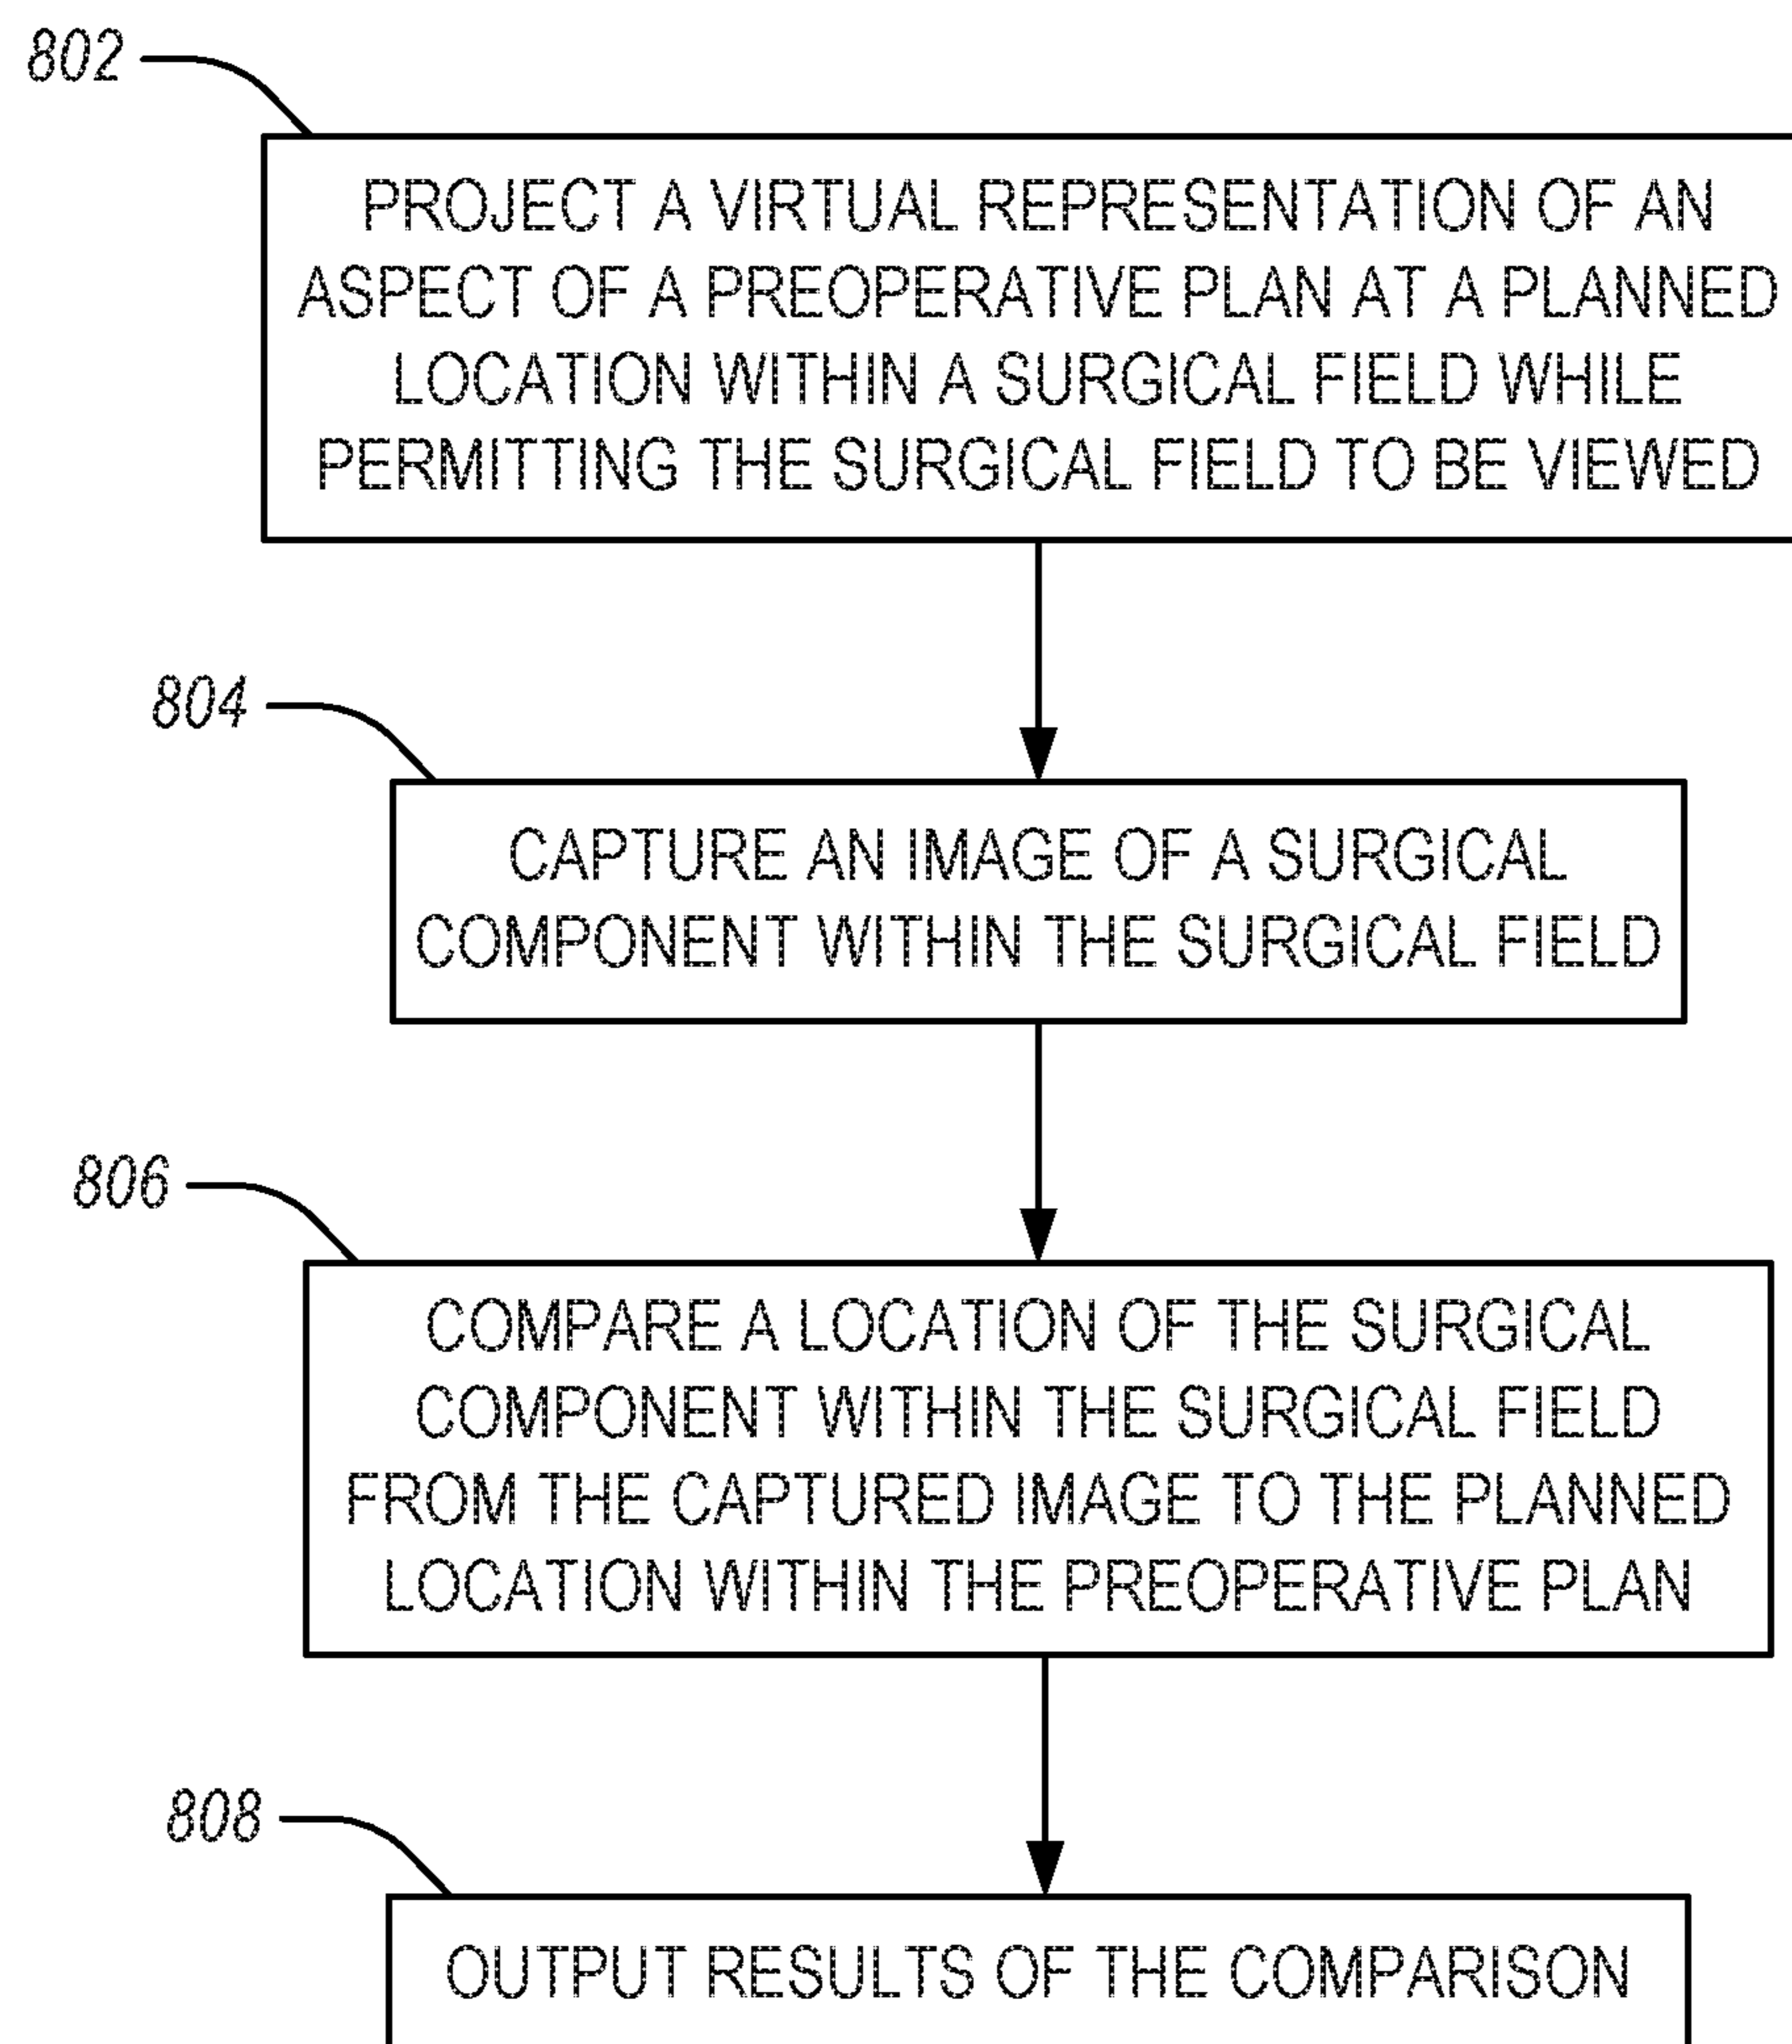 802
PROJECT A VIRTUAL REPRESENTATION OF AN
ASPECT OF A PREOPERATIVE PLAN AT A PLANNED
LOCATION WITHIN A SURGICAL FIELD WHILE
PERMITTING THE SURGICAL FIELD TO BE VIEWED
804
CAPTURE AN IMAGE OF A SURGICAL
COMPONENT WITHIN THE SURGICAL FIELD
806
COMPARE A LOCATION OF THE SURGICAL
COMPONENT WITHIN THE SURGICAL FIELD
FROM THE CAPTURED IMAGE TO THE PLANNED
LOCATION WITHIN THE PREOPERATIVE PLAN
808
OUTPUT RESULTS OF THE COMPARISON